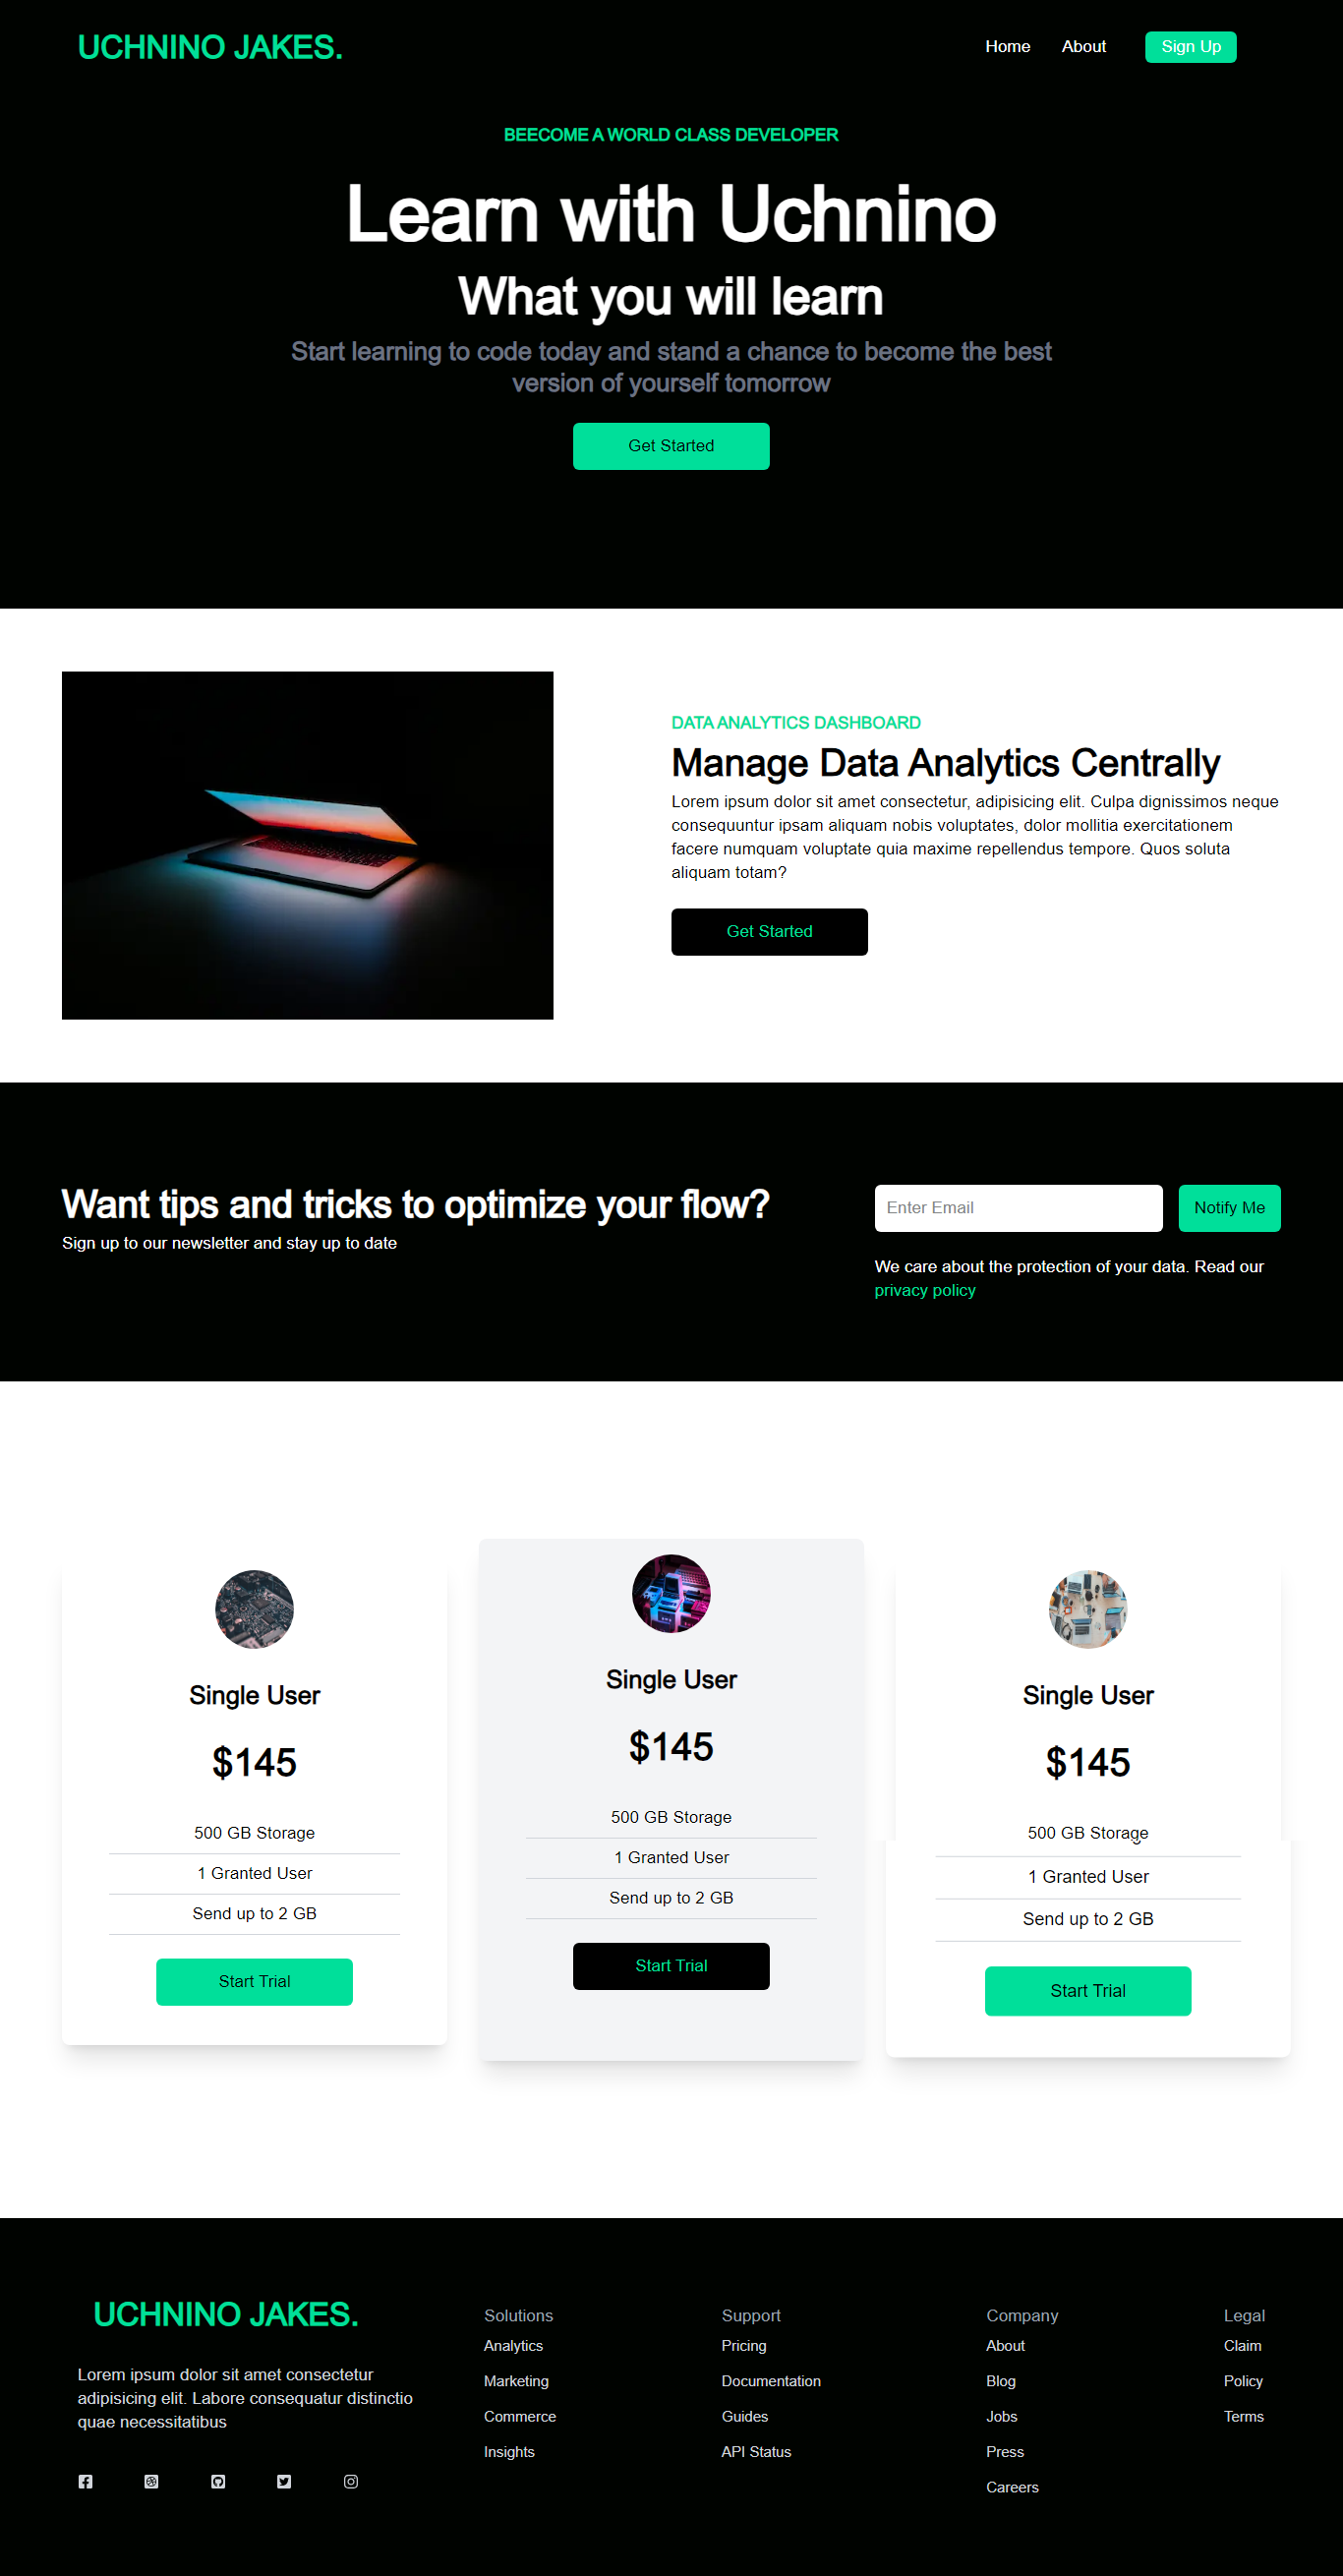 UCHNINO JAKES.
Home
About
Sign Up
BEECOME A WORLD CLASS DEVELOPER
Learn with Uchnino
What you will learn
Start learning to code today and stand a chance to become the best
version of yourself tomorrow
Get Started
DATA ANALYTICS DASHBOARD
Manage Data Analytics Centrally
Lorem ipsum dolor sit amet consectetur, adipisicing elit. Culpa dignissimos neque
consequuntur ipsam aliquam nobis voluptates, dolor mollitia exercitationem
facere numquam voluptate quia maxime repellendus tempore. Quos soluta
aliquam totam?
Get Started
Want tips and tricks to optimize your flow?
Sign up to our newsletter and stay up to date
Enter Email
Notify Me
We care about the protection of your data. Read our
privacy policy
Single User
$145
500 GB Storage
1 Granted User
Send up to 2 GB
Start Trial
Single User
$145
500 GB Storage
1 Granted User
Send up to 2 GB
Start Trial
Single User
$145
500 GB Storage
1 Granted User
Send up to 2 GB
Start Trial
UCHNINO JAKES.
Lorem ipsum dolor sit amet consectetur
adipisicing elit. Labore consequatur distinctio
quae necessitatibus
Solutions
Analytics
Marketing
Commerce
Insights
Support
Pricing
Documentation
Guides
API Status
Company
About
Blog
Jobs
Press
Careers
Legal
Claim
Policy
Terms